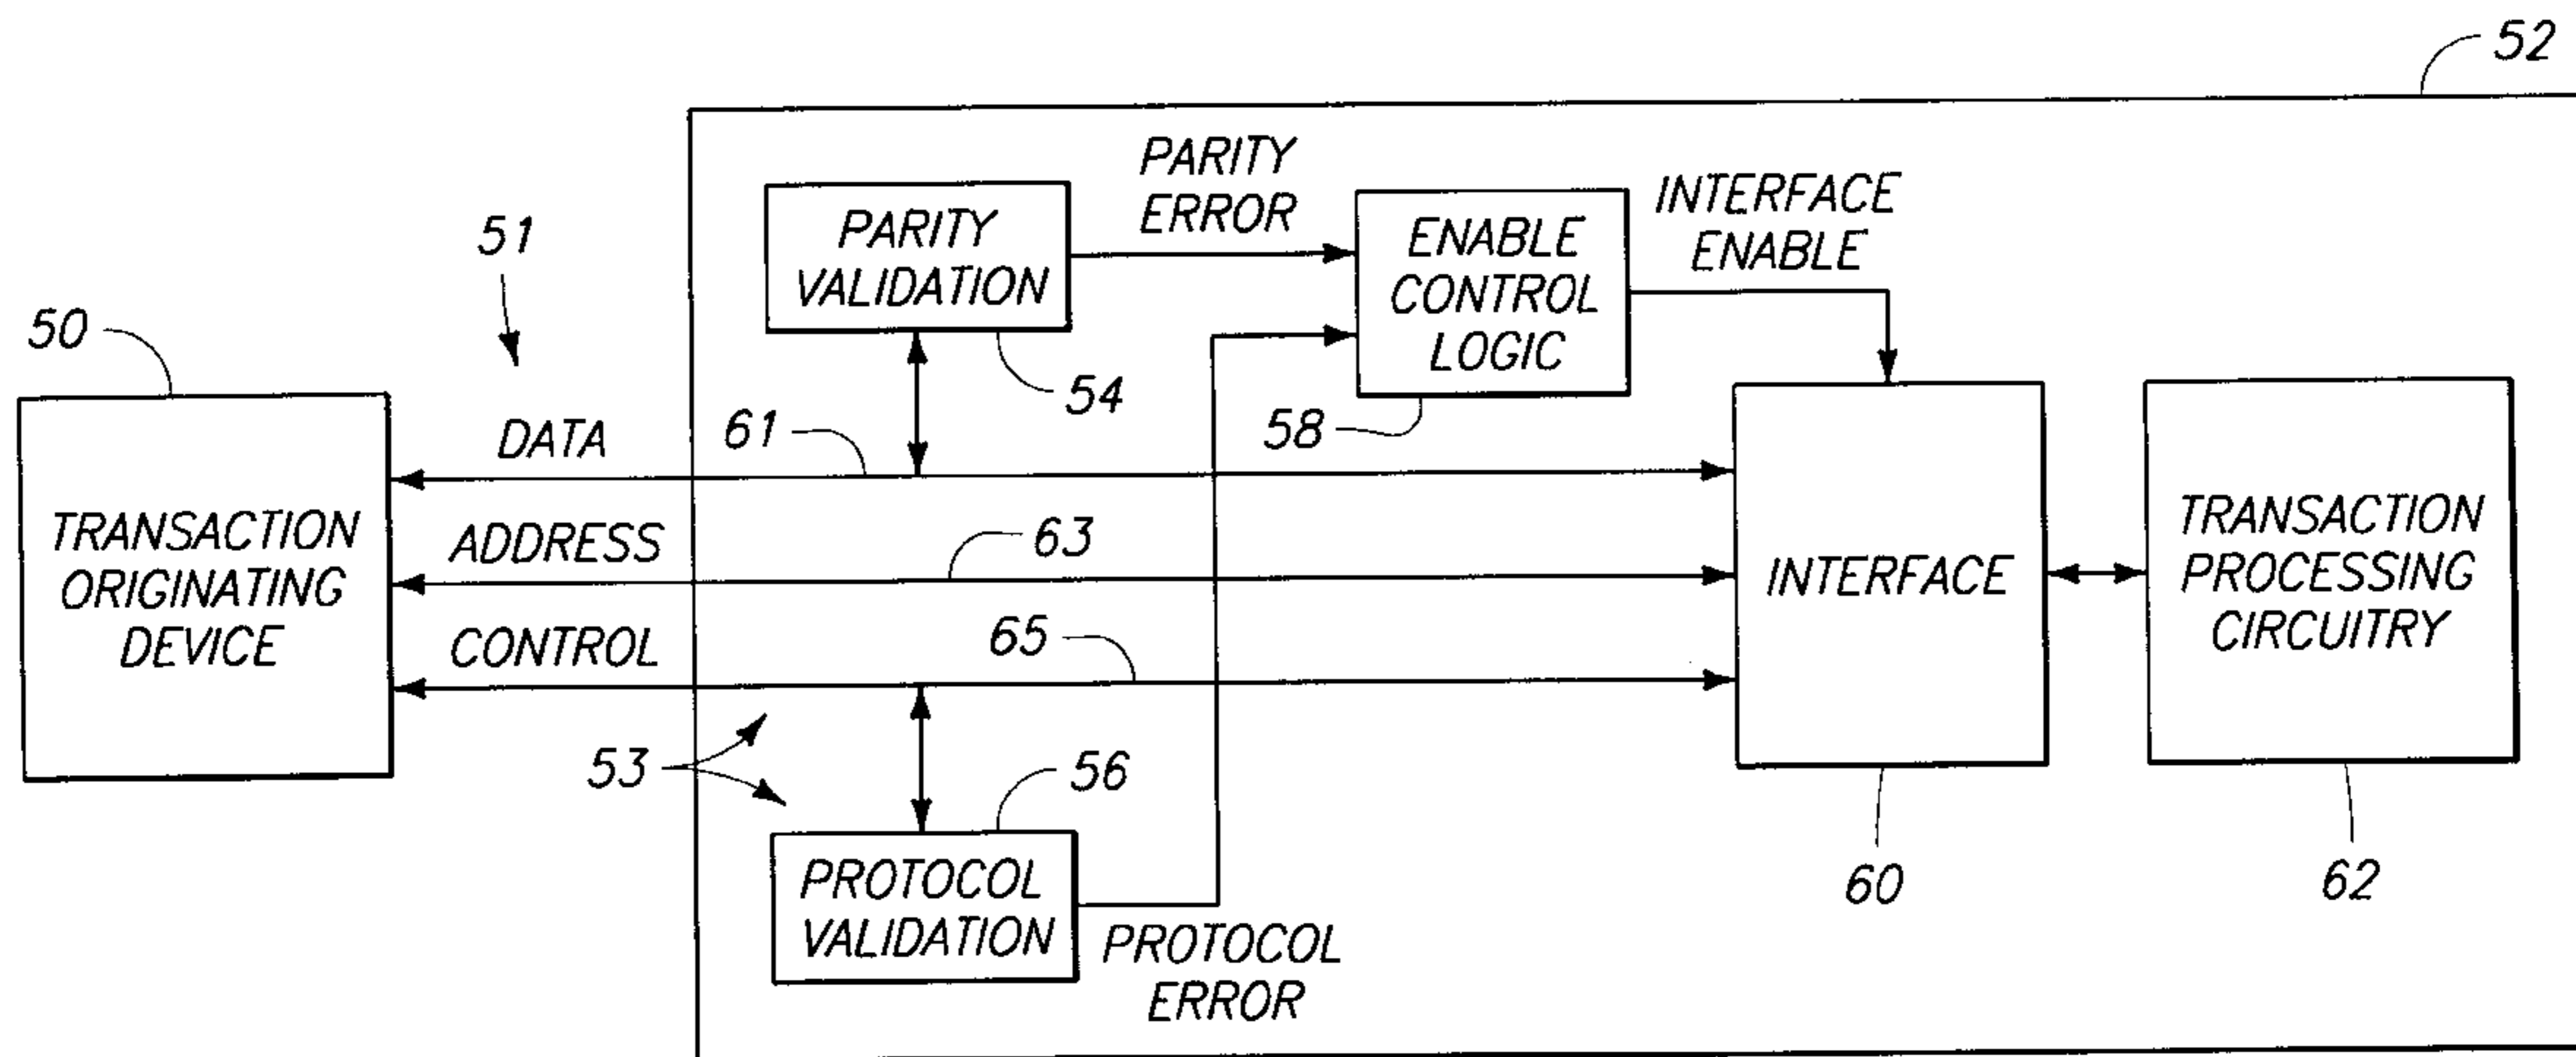 52
PARITY
ERROR
INTERFACE
ENABLE
PARITY
VALIDATION
ENABLE
CONTROL
LOGIC
51
50
54
58
61
DATA
TRANSACTION
ORIGINATING
DEVICE
ADDRESS
63
CONTROL
65
INTERFACE
TRANSACTION
PROCESSING
CIRCUITRY
53
56
60
62
PROTOCOL
VALIDATION
PROTOCOL
ERROR